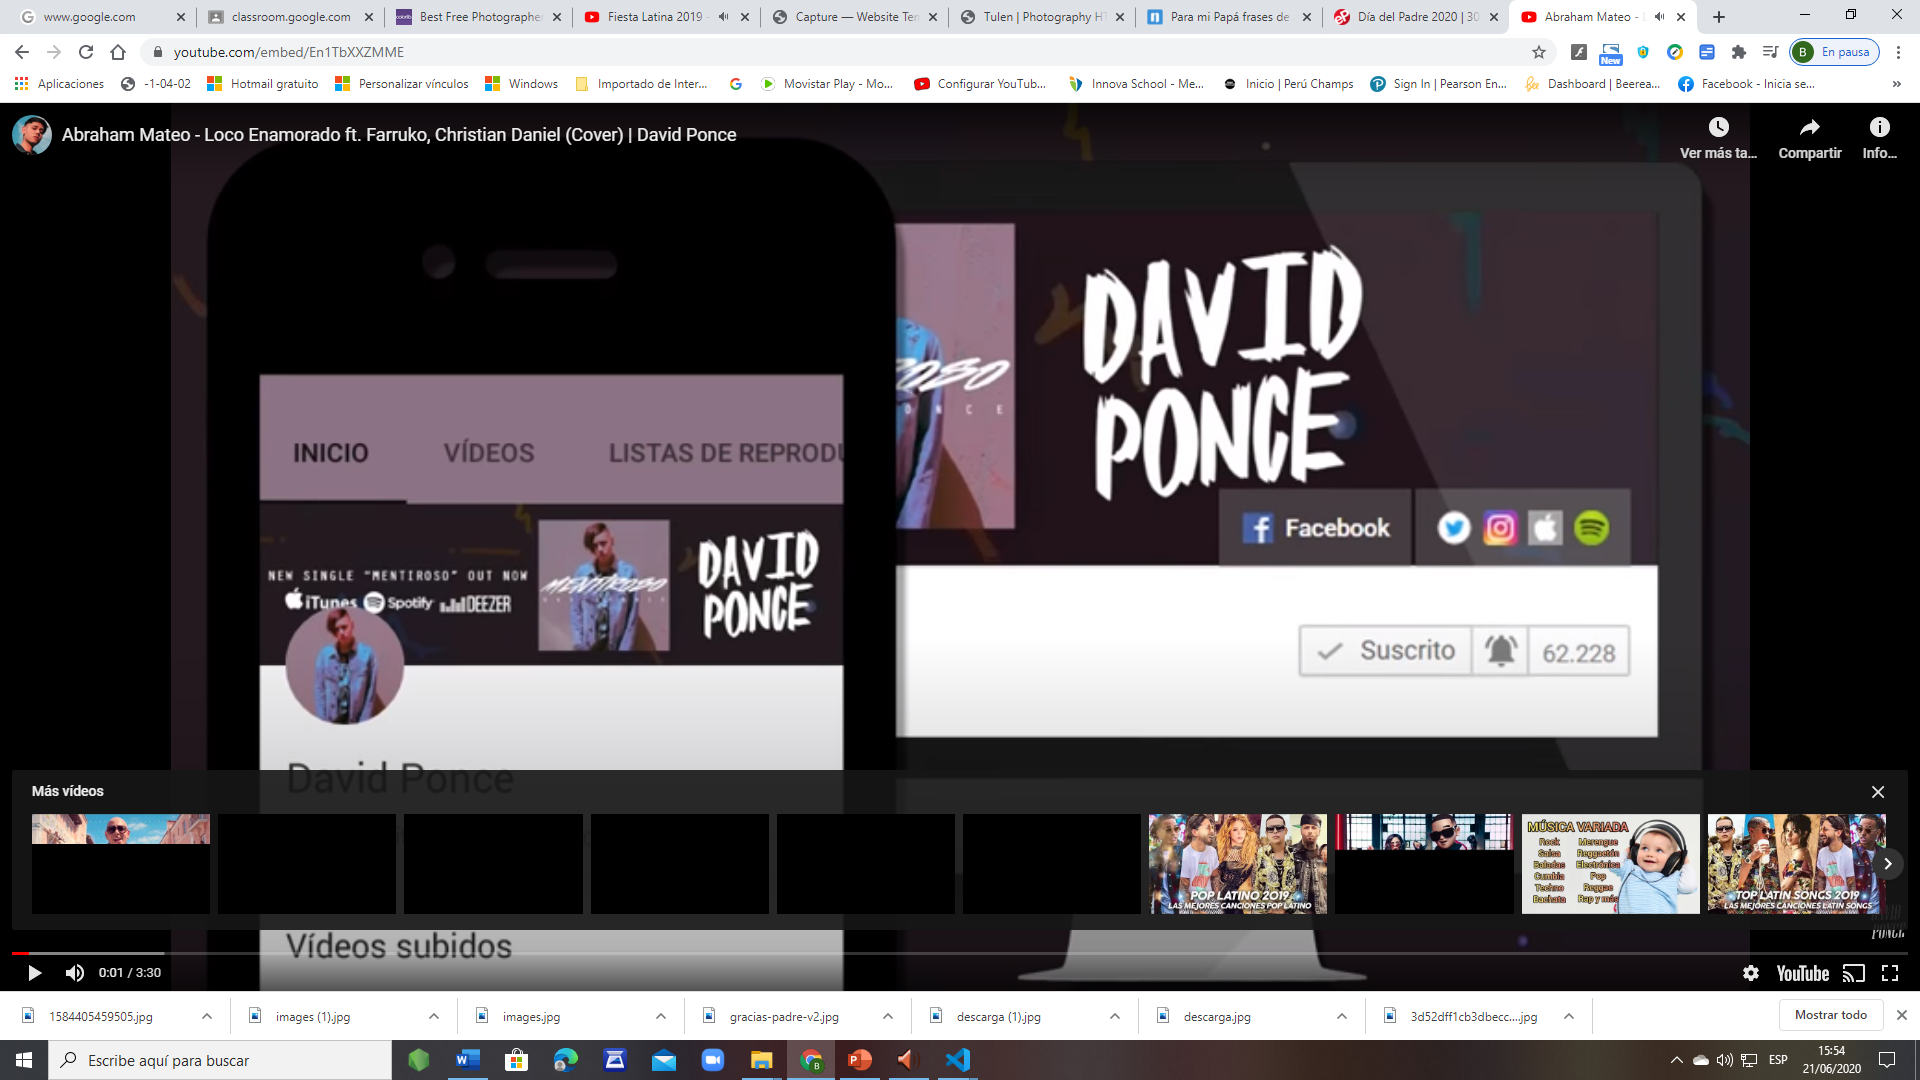 www.google.com
classroom.google.com
Best Free Photographe
Fiesta Latina 2019 -
Capture — Website Ten
Tulen | Photography HT
Para mi Papá frases de
Día del Padre 2020 | 30
Abraham Mateo - L
youtube.com/embed/En1TbXXZMME
New
B
En pausa
Aplicaciones
-1-04-02
Hotmail gratuito
Personalizar vínculos
Windows
Importado de Inter...
Movistar Play - Mo...
Configurar YouTub...
Innova School - Me...
Inicio | Perú Champs
Sign In | Pearson En...
Dashboard | Beerea...
Facebook - Inicia se...
»
Abraham Mateo - Loco Enamorado ft. Farruko, Christian Daniel (Cover) | David Ponce
Ver más ta...
Compartir
Info...
DAVID
PONCE
Facebook
Suscrito
62.228
INICIO
VÍDEOS
LISTAS DE REPRODU
NEW SINGLE "MENTIROSO" OUT NOW
iTunes
Spotify
DEEZER
MENTIROSO
DAVID
PONCE
David Ponce
Más vídeos
POP LATINO 2019
LAS MEJORES CANCIONES POP LATINO
MÚSICA VARIADA
Rock
Salsa
Baladas
Cumbia
Techno
Bachata
Merengue
Reggaetón
Electrónica
Pop
Reggae
Rap y más
TOP LATIN SONGS 2019
LAS MEJORES CANCIONES LATIN SONGS
DAVID
PONCE
Vídeos subidos
0:01 / 3:30
YouTube
1584405459505.jpg
images (1).jpg
images.jpg
gracias-padre-v2.jpg
descarga (1).jpg
descarga.jpg
3d52dff1cb3dbecc....jpg
Mostrar todo
Escribe aquí para buscar
ESP
15:54
21/06/2020